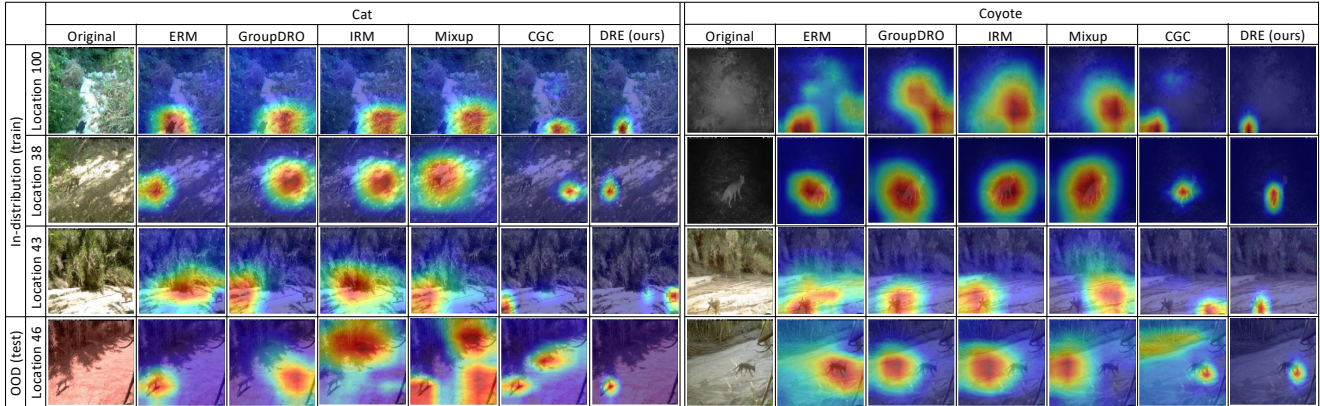 Cat
Coyote
Original ERM GroupDRO IRM Mixup CGC DRE (ours)
Original ERM GroupDRO IRM Mixup CGC DRE (ours)
In-distribution (train)
Location 100
Location 38
Location 43
OOD (test)
Location 46